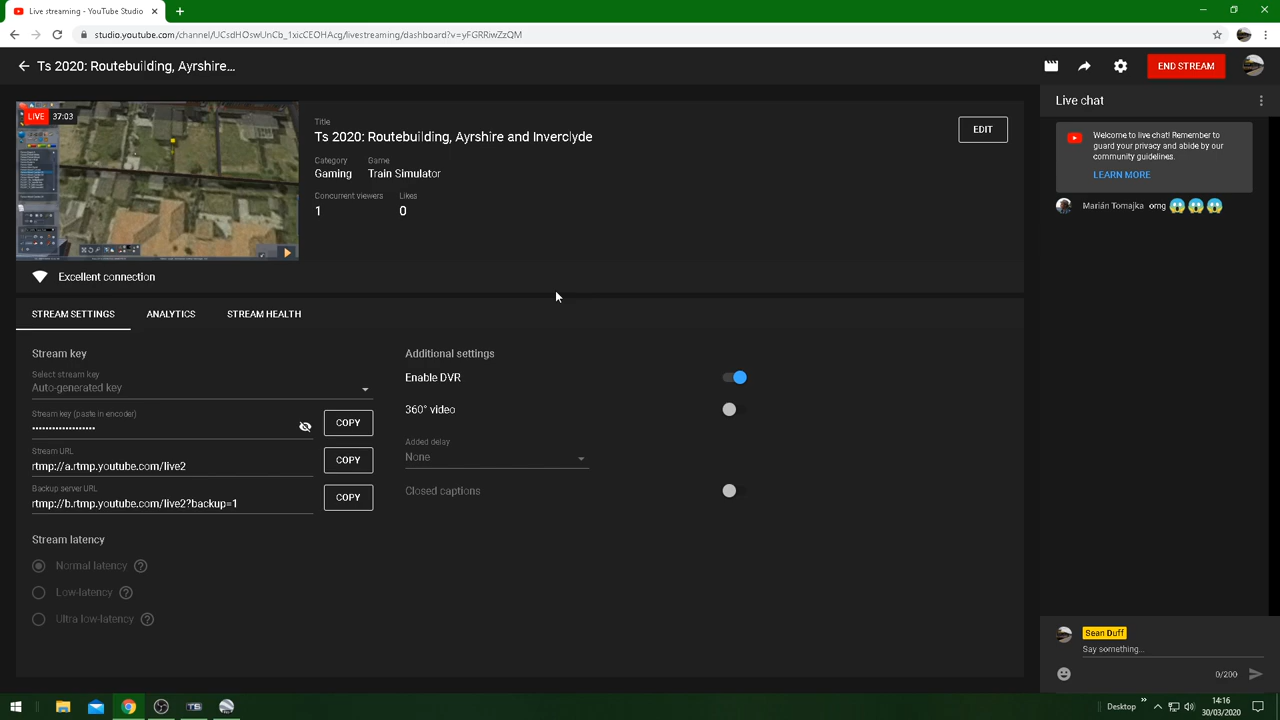 Live streaming - YouTube Studio
studio.youtube.com/channel/UCsdHOswUnCb_1xicCEOHAcg/livestreaming/dashboard?v=yFGRRiwZzQM
Ts 2020: Routebuilding, Ayrshire...
END STREAM
LIVE 37:03
Title
Ts 2020: Routebuilding, Ayrshire and Inverclyde
EDIT
Category Game
Gaming Train Simulator
Concurrent viewers Likes
1 0
Excellent connection
STREAM SETTINGS ANALYTICS STREAM HEALTH
Stream key
Select stream key
Auto-generated key
Stream key (paste in encoder)
••••••••••••••••••• COPY
Stream URL
rtmp://a.rtmp.youtube.com/live2 COPY
Backup server URL
rtmp://b.rtmp.youtube.com/live2?backup=1 COPY
Stream latency
Normal latency
Low-latency
Ultra low-latency
Additional settings
Enable DVR
360° video
Added delay
None
Closed captions
Live chat
Welcome to live chat! Remember to
guard your privacy and abide by our
community guidelines.
LEARN MORE
Marián Tomajka omg 😱😱😱
Sean Duff
Say something...
0/200
TS
Desktop
14:16
30/03/2020